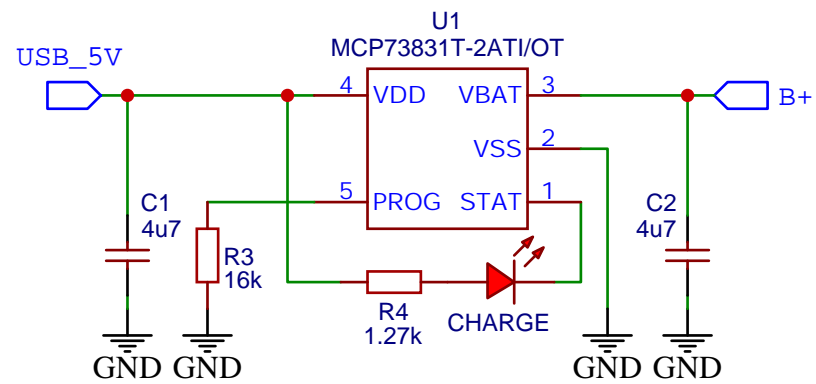 U1
MCP73831T-2ATI/OT
USB_5V
4
VDD
VBAT
3
B+
VSS
2
5
PROG
STAT
1
C1
4u7
R3
16k
C2
4u7
R4
1.27k
CHARGE
GND
GND
GND
GND